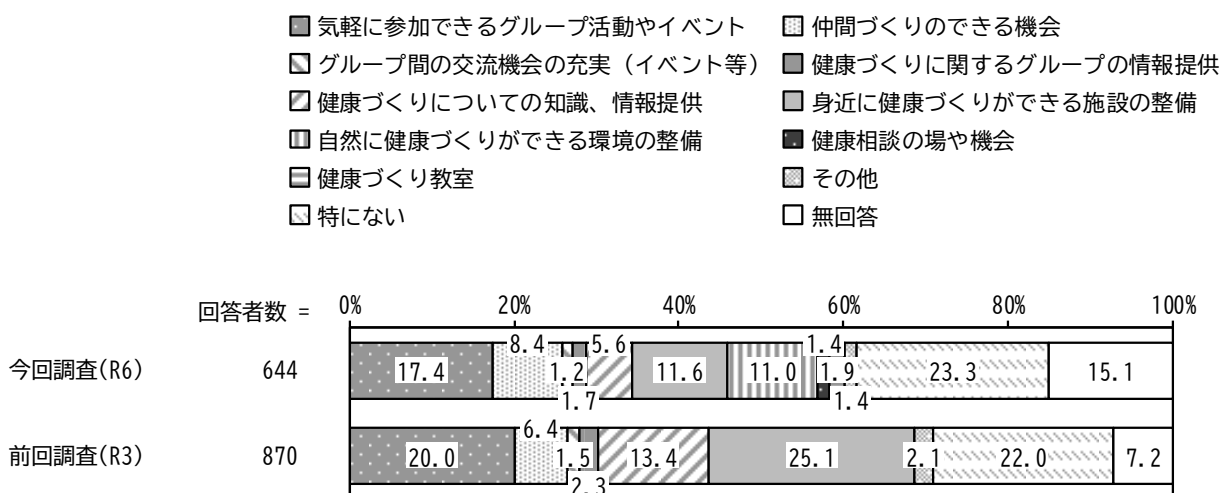 気軽に参加できるグループ活動やイベント 仲間づくりのできる機会
グループ間の交流機会の充実（イベント等） 健康づくりに関するグループの情報提供
健康づくりについての知識、情報提供 身近に健康づくりができる施設の整備
自然に健康づくりができる環境の整備 健康相談の場や機会
健康づくり教室 その他
特にない 無回答
回答者数 = 0% 20% 40% 60% 80% 100%
今回調査(R6) 644 17.4 8.4 1.2 1.7 5.6 11.6 11.0 1.4 1.9 1.4 23.3 15.1
前回調査(R3) 870 20.0 6.4 1.5 2.3 13.4 25.1 2.1 22.0 7.2